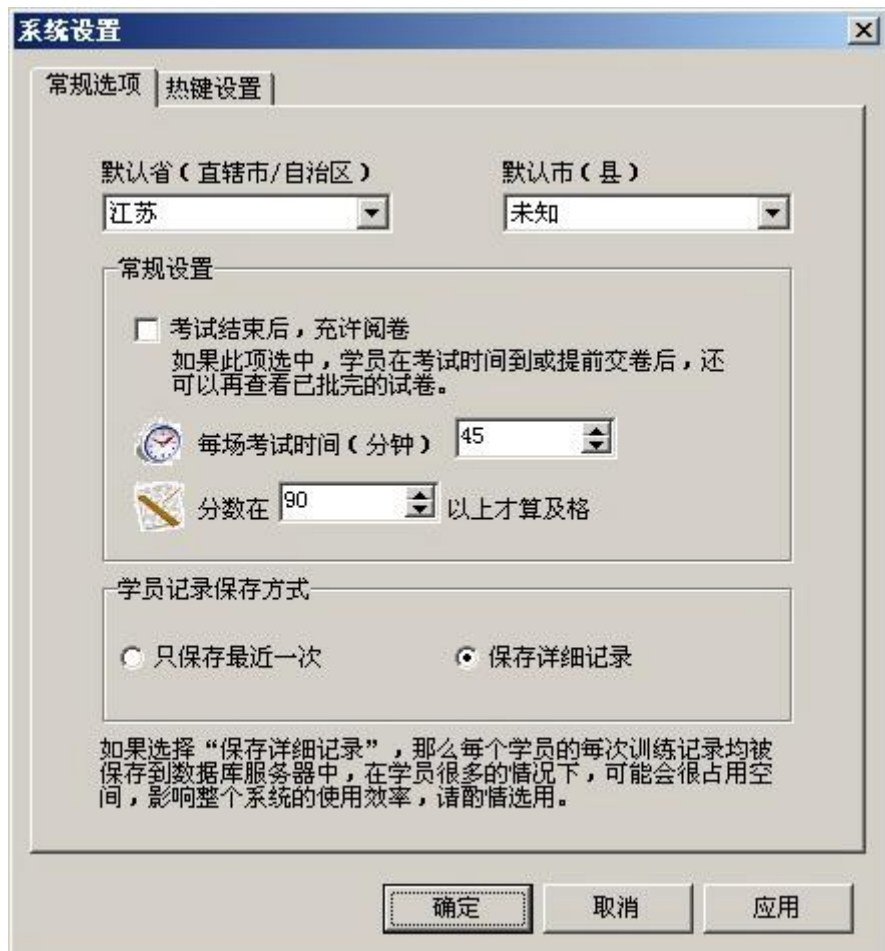 系统设置
常规选项 热键设置
默认省(直辖市/自治区) 默认市(县)
江苏 未知
常规设置
考试结束后,充许阅卷
如果此项选中,学员在考试时间到或提前交卷后,还
可以再查看已批完的试卷。
每场考试时间(分钟) 45
分数在 90 以上才算及格
学员记录保存方式
只保存最近一次 保存详细记录
如果选择“保存详细记录”,那么每个学员的每次训练记录均被
保存到数据库服务器中,在学员很多的情况下,可能会很占用空
间,影响整个系统的使用效率,请酌情选用。
确定 取消 应用